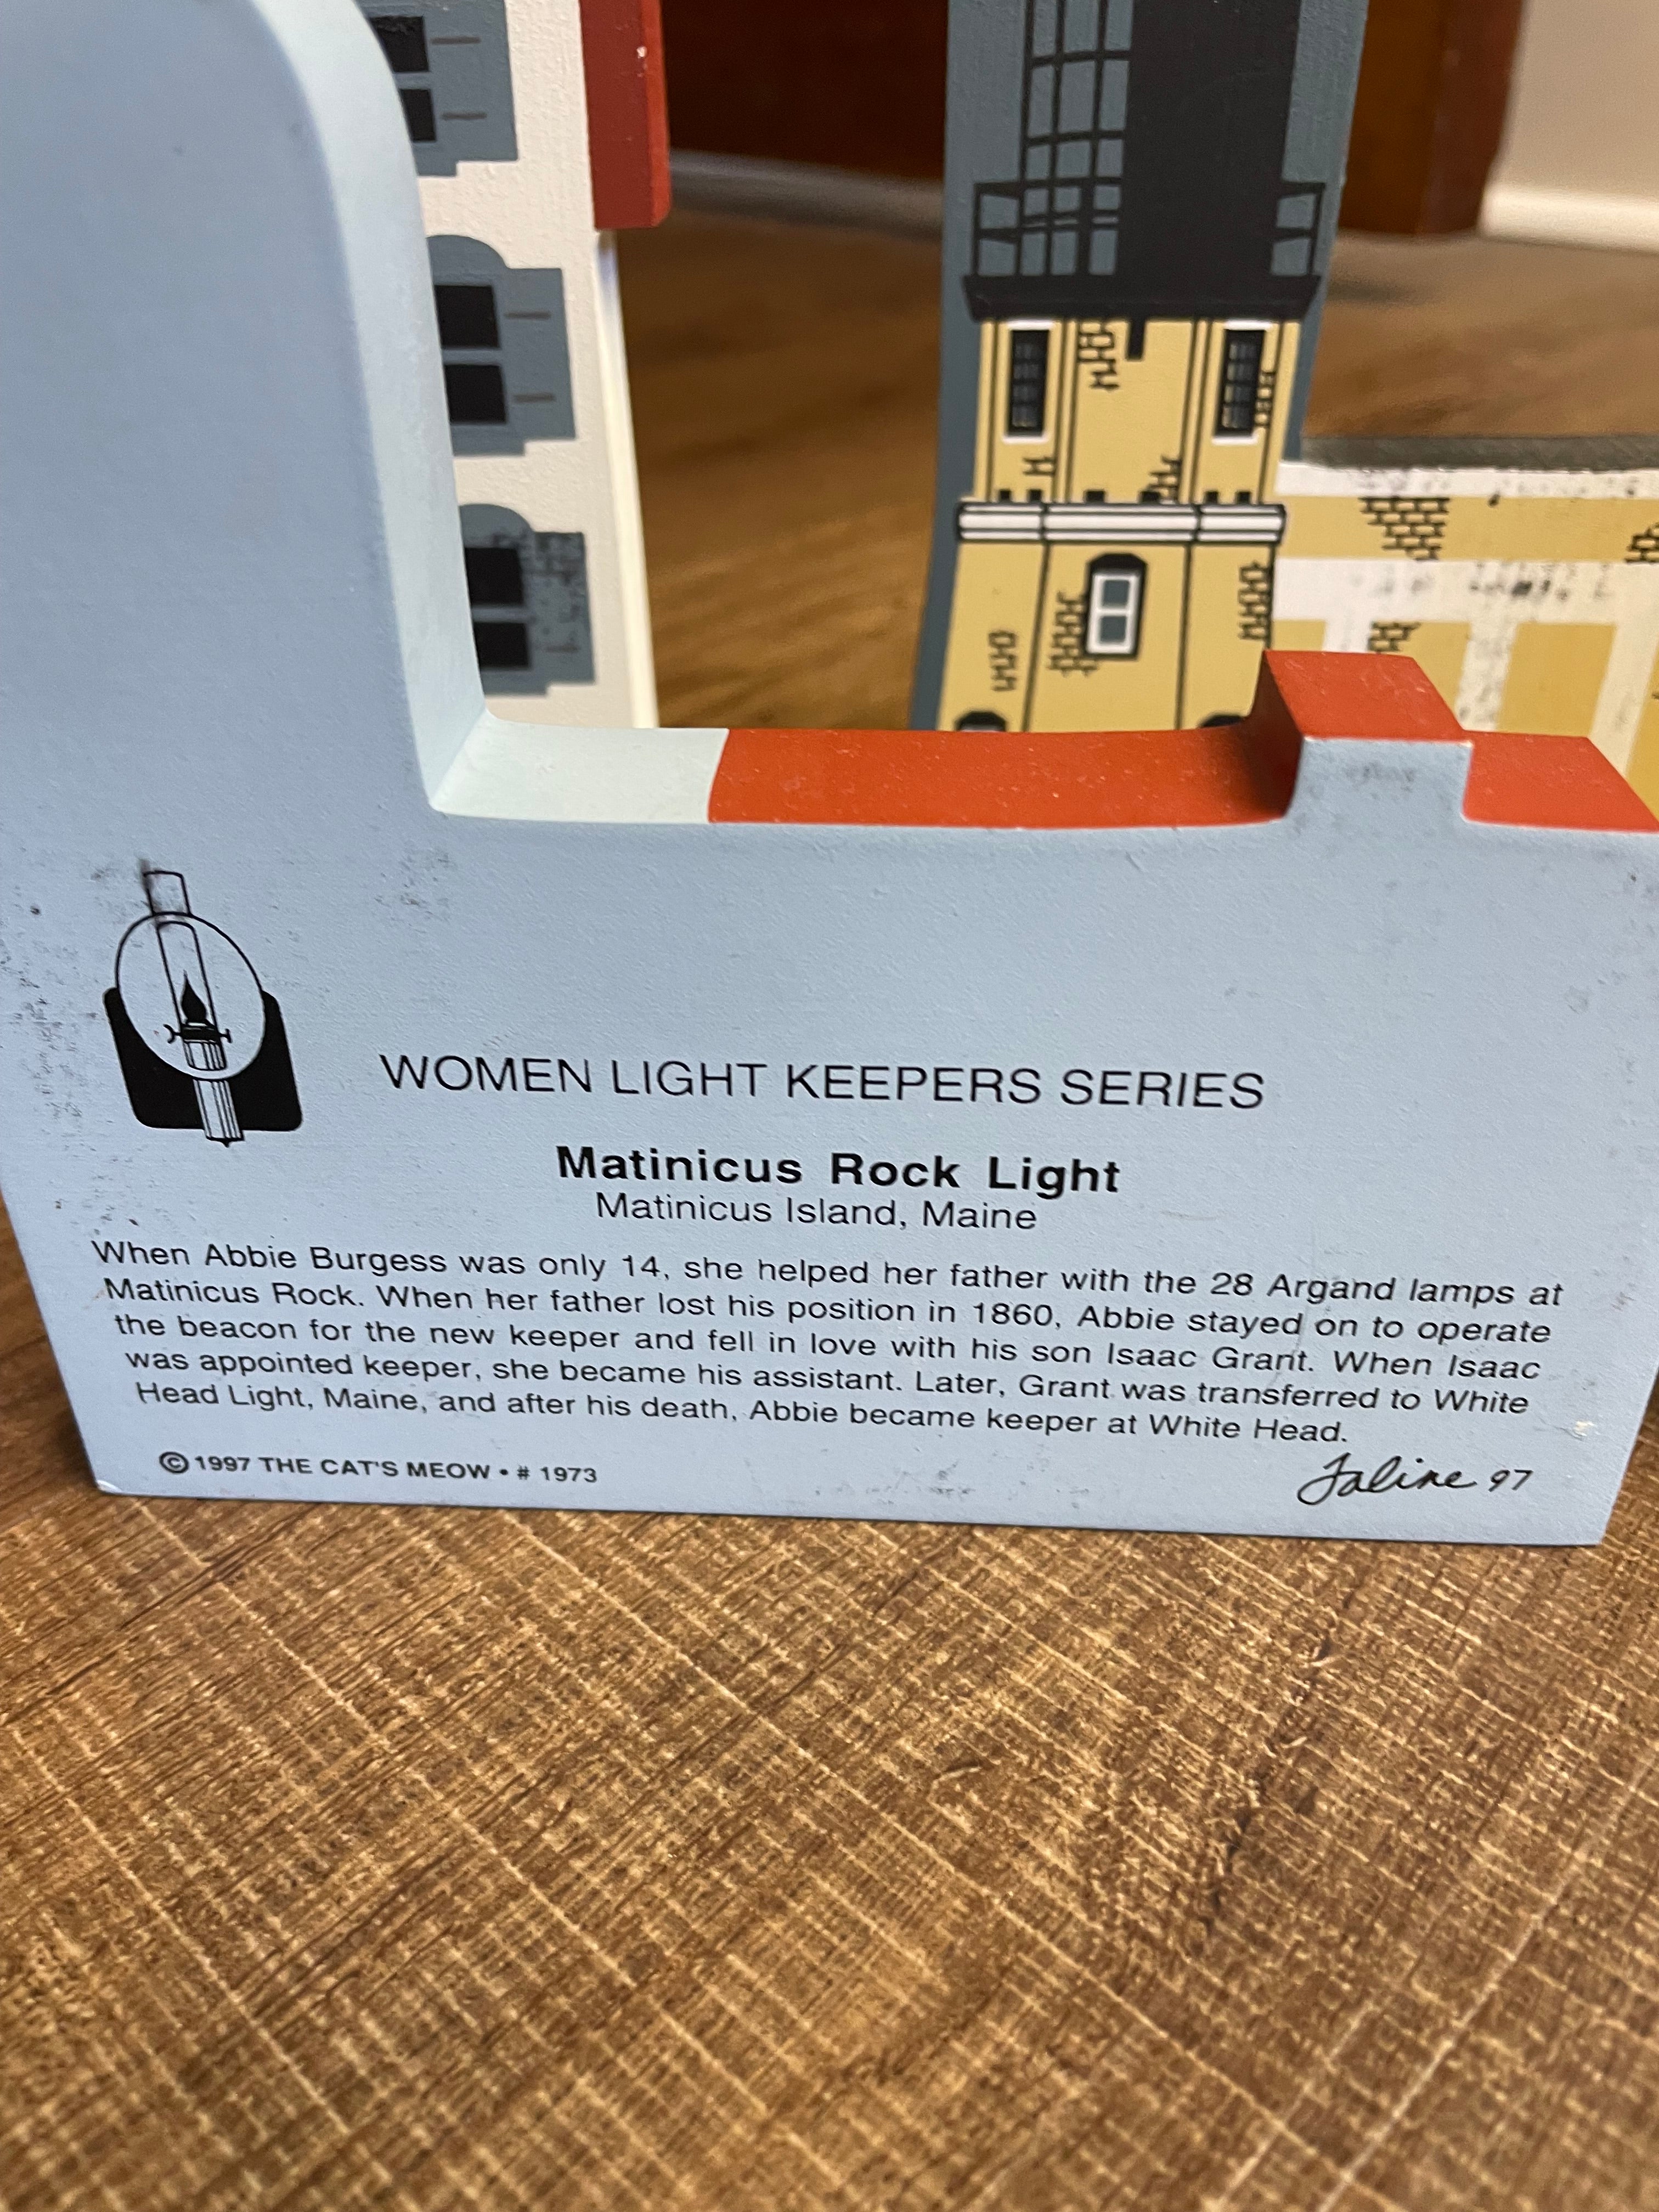 WOMEN LIGHT KEEPERS SERIES
Matinicus Rock Light
Matinicus Island, Maine
When Abbie Burgess was only 14, she helped her father with the 28 Argand lamps at
Matinicus Rock. When her father lost his position in 1860, Abbie stayed on to operate
the beacon for the new keeper and fell in love with his son Isaac Grant. When Isaac
was appointed keeper, she became his assistant. Later, Grant was transferred to White
Head Light, Maine, and after his death, Abbie became keeper at White Head.
©1997 THE CAT'S MEOW • # 1973
Faline 97